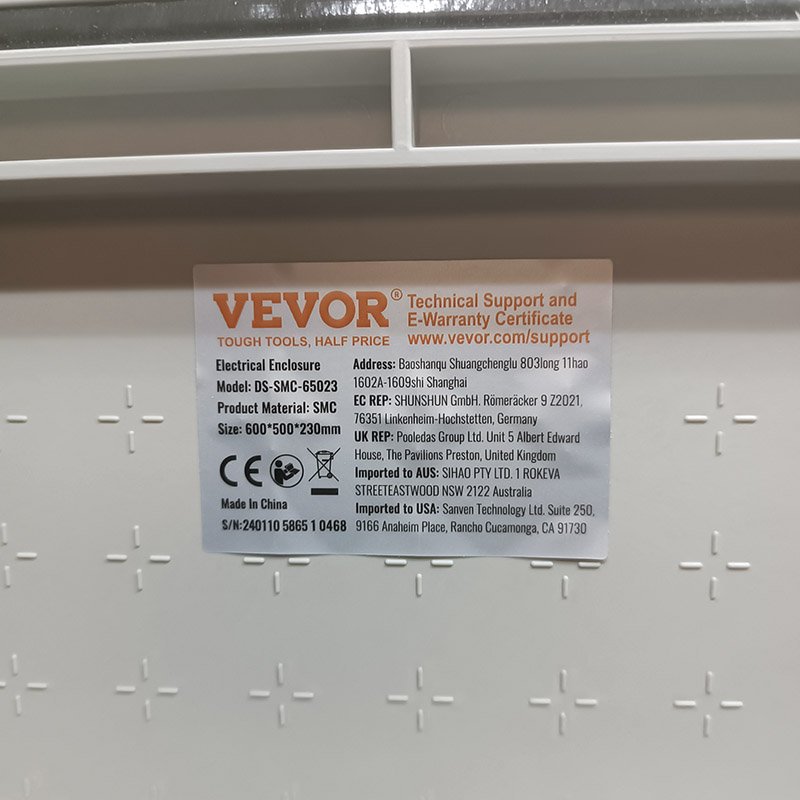 VEVOR®
TOUGH TOOLS, HALF PRICE
Technical Support and
E-Warranty Certificate
www.vevor.com/support
Electrical Enclosure
Model: DS-SMC-65023
Product Material: SMC
Size: 600*500*230mm
CE
Made In China
S/N:240110 5865 1 0468
Address: Baoshanqu Shuangchenglu 803long 11hao
1602A-1609shi Shanghai
EC REP: SHUNSHUN GmbH. Römeräcker 9 Z2021,
76351 Linkenheim-Hochstetten, Germany
UK REP: Pooledas Group Ltd. Unit 5 Albert Edward
House, The Pavilions Preston, United Kingdom
Imported to AUS: SIHAO PTY LTD. 1 ROKEVA
STREETEASTWOOD NSW 2122 Australia
Imported to USA: Sanven Technology Ltd. Suite 250,
9166 Anaheim Place, Rancho Cucamonga, CA 91730